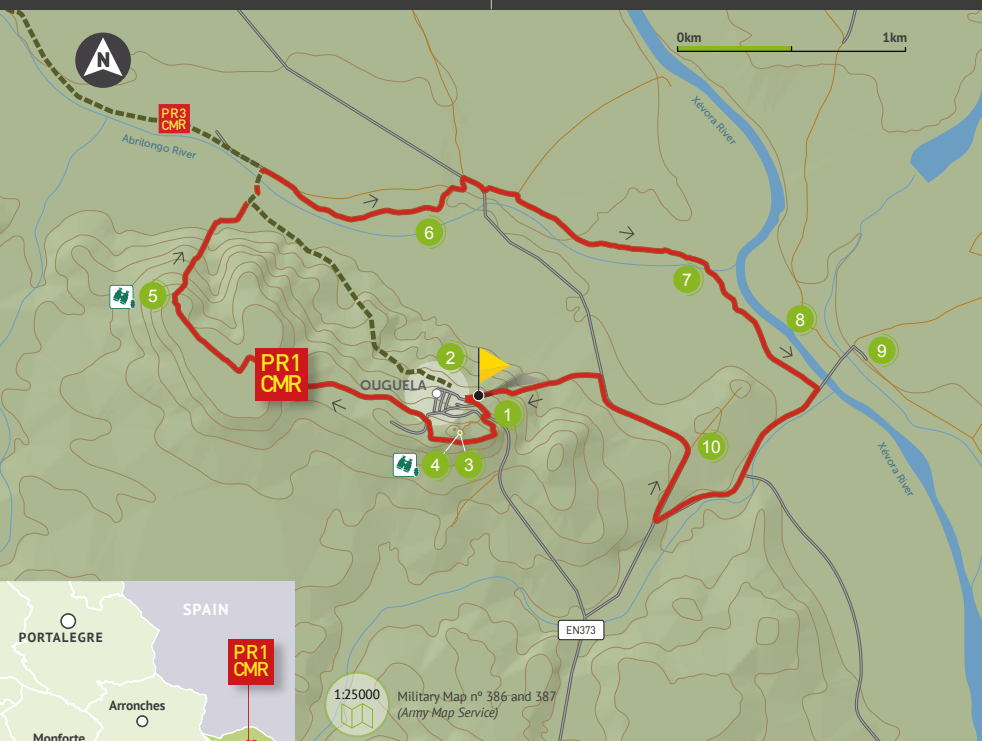 N
0km
1km
PR3
CMR
Abrilongo River
Xévora River
6
7
5
8
9
2
PR1
CMR
OUGUELA
1
10
4
3
Xévora River
SPAIN
PORTALEGRE
PR1
CMR
EN373
1:25000
Military Map nº 386 and 387
(Army Map Service)
Arronches
Monforte